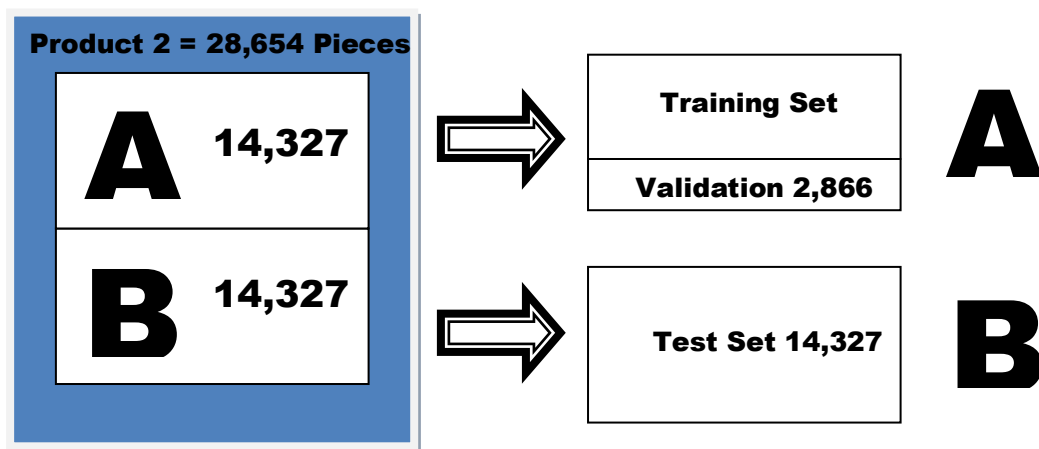 Product 2 = 28,654 Pieces
A 14,327
B 14,327
Training Set
Validation 2,866
A
Test Set 14,327
B